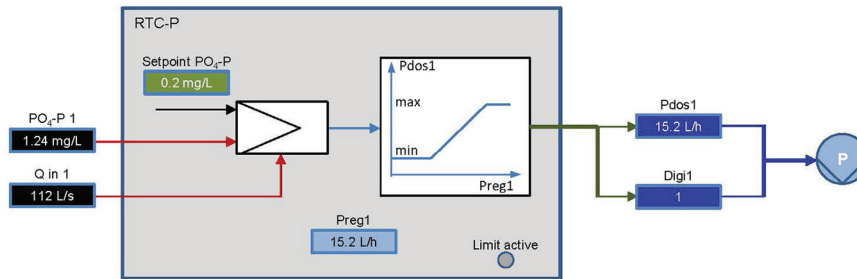 RTC-P
Setpoint PO₄-P
0.2 mg/L
PO₄-P 1
1.24 mg/L
Q in 1
112 L/s
Pdos1
max
min
Preg1
Preg1
15.2 L/h
Limit active
Pdos1
15.2 L/h
Digi1
1
P